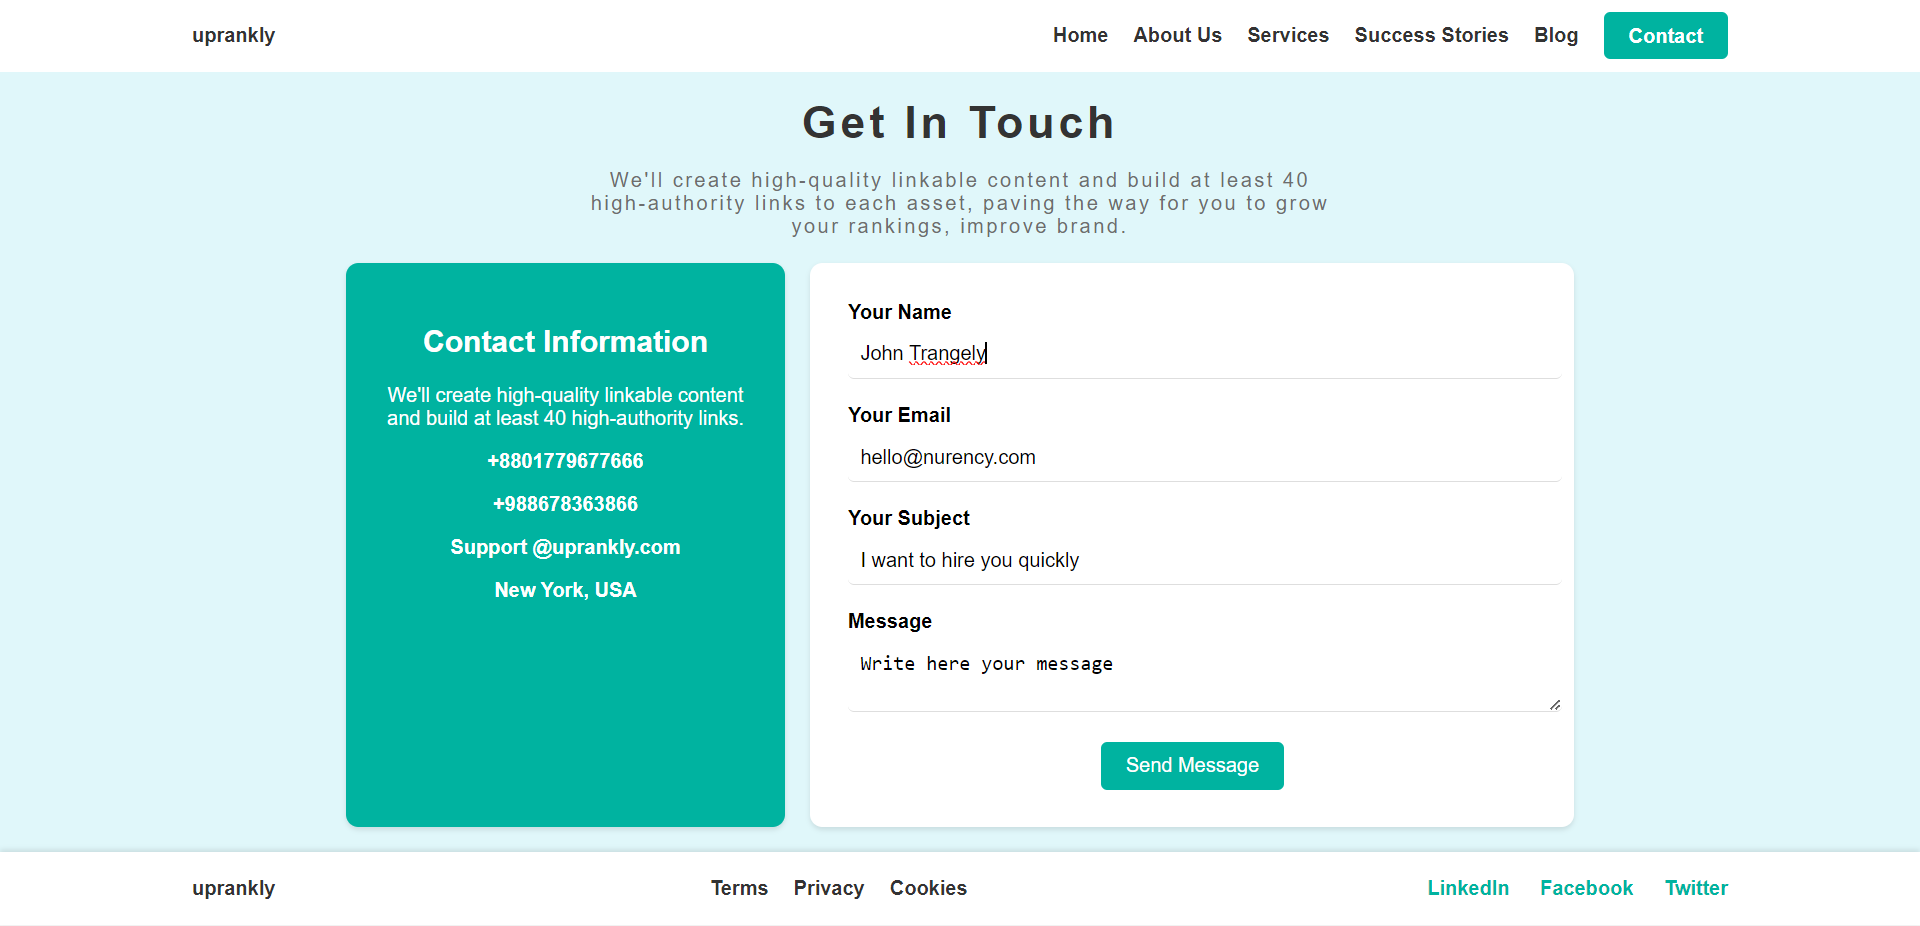 uprankly
Home About Us Services Success Stories Blog Contact
Get In Touch
We'll create high-quality linkable content and build at least 40
high-authority links to each asset, paving the way for you to grow
your rankings, improve brand.
Contact Information
We'll create high-quality linkable content
and build at least 40 high-authority links.
+8801779677666
+988678363866
Support @uprankly.com
New York, USA
Your Name
John Trangely
Your Email
hello@nurency.com
Your Subject
I want to hire you quickly
Message
Write here your message
Send Message
uprankly
Terms Privacy Cookies
LinkedIn Facebook Twitter